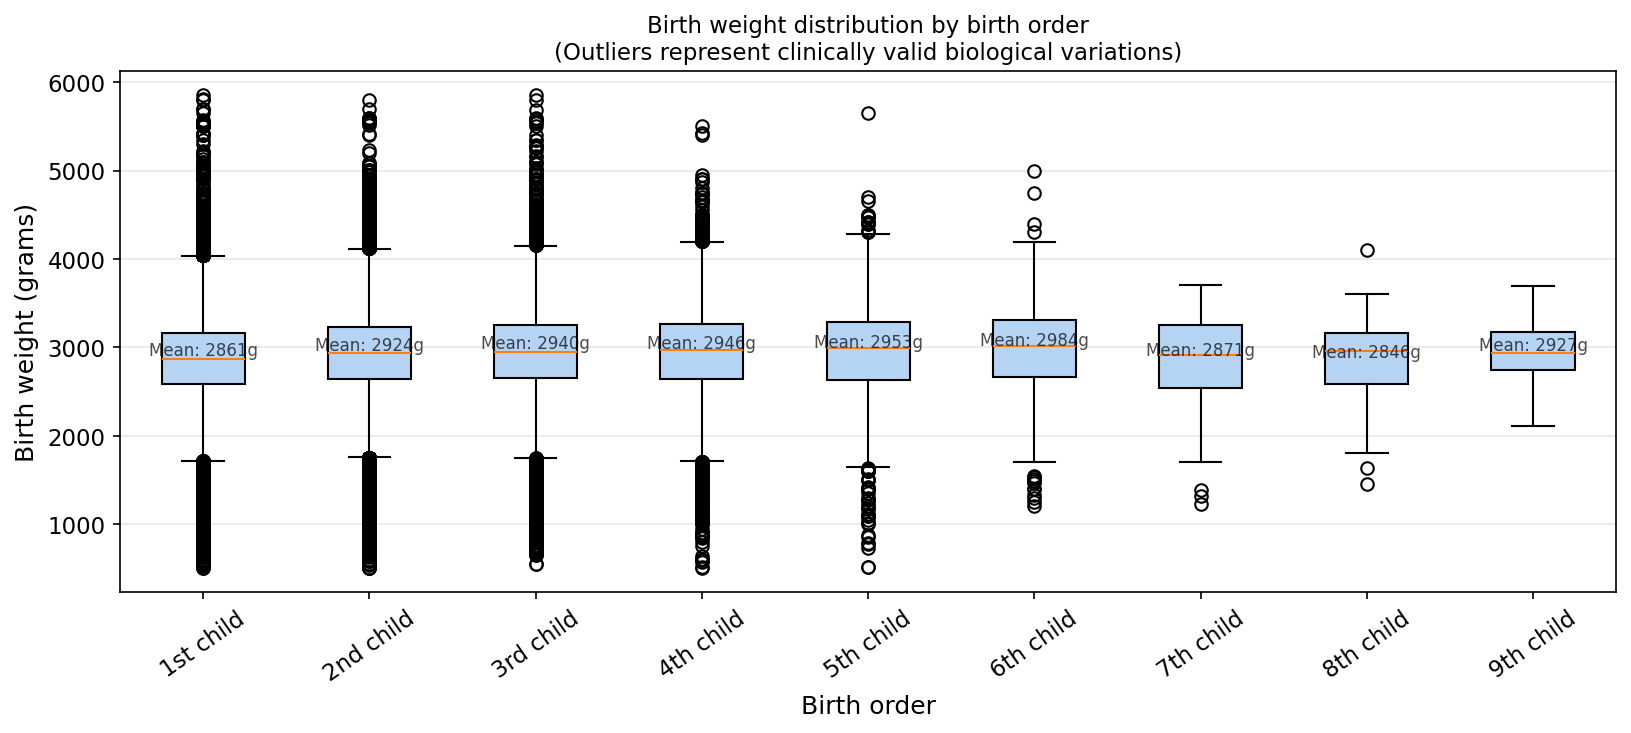 Birth weight distribution by birth order
(Outliers represent clinically valid biological variations)
Birth weight (grams)
6000
5000
4000
3000
2000
1000
Mean: 2861g
Mean: 2924g
Mean: 2940g
Mean: 2946g
Mean: 2953g
Mean: 2984g
Mean: 2871g
Mean: 2846g
Mean: 2927g
1st child
2nd child
3rd child
4th child
5th child
6th child
7th child
8th child
9th child
Birth order